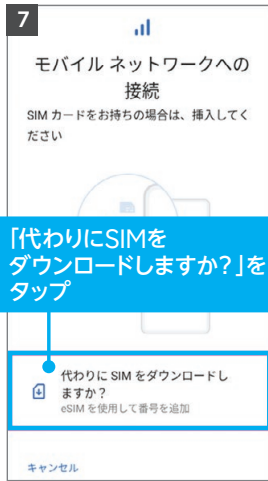 7
モバイル ネットワークへの
接続
SIM カードをお持ちの場合は、挿入してく
ださい
「代わりにSIMを
ダウンロードしますか?」を
タップ
代わりに SIM をダウンロードし
ますか?
eSIM を使用して番号を追加
キャンセル